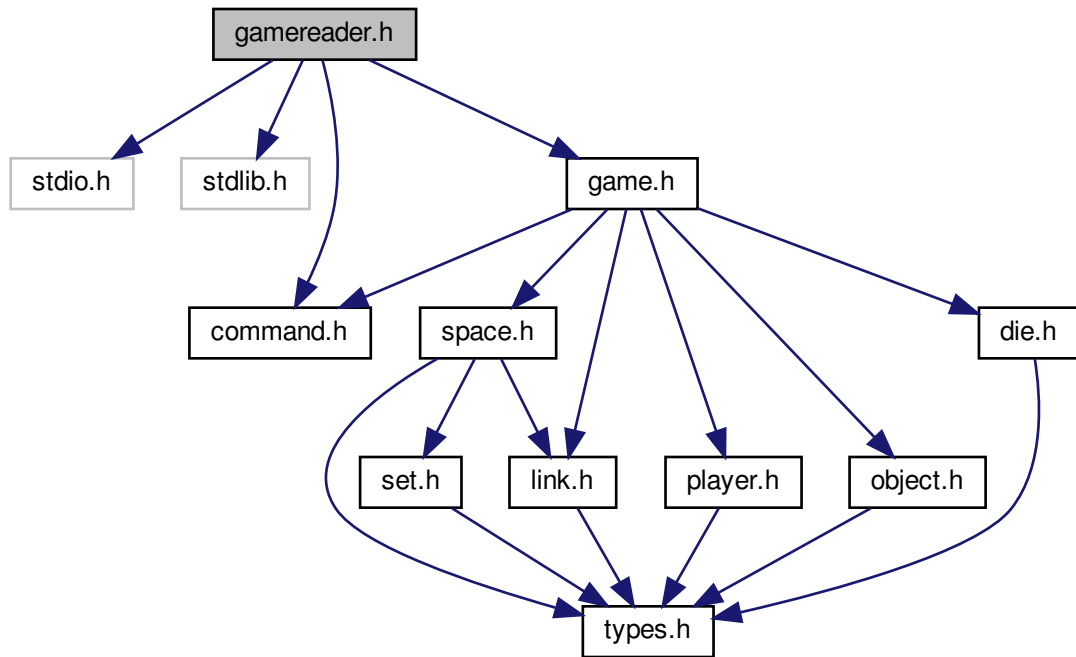 gamereader.h
stdio.h
stdlib.h
game.h
command.h
space.h
die.h
set.h
link.h
player.h
object.h
types.h